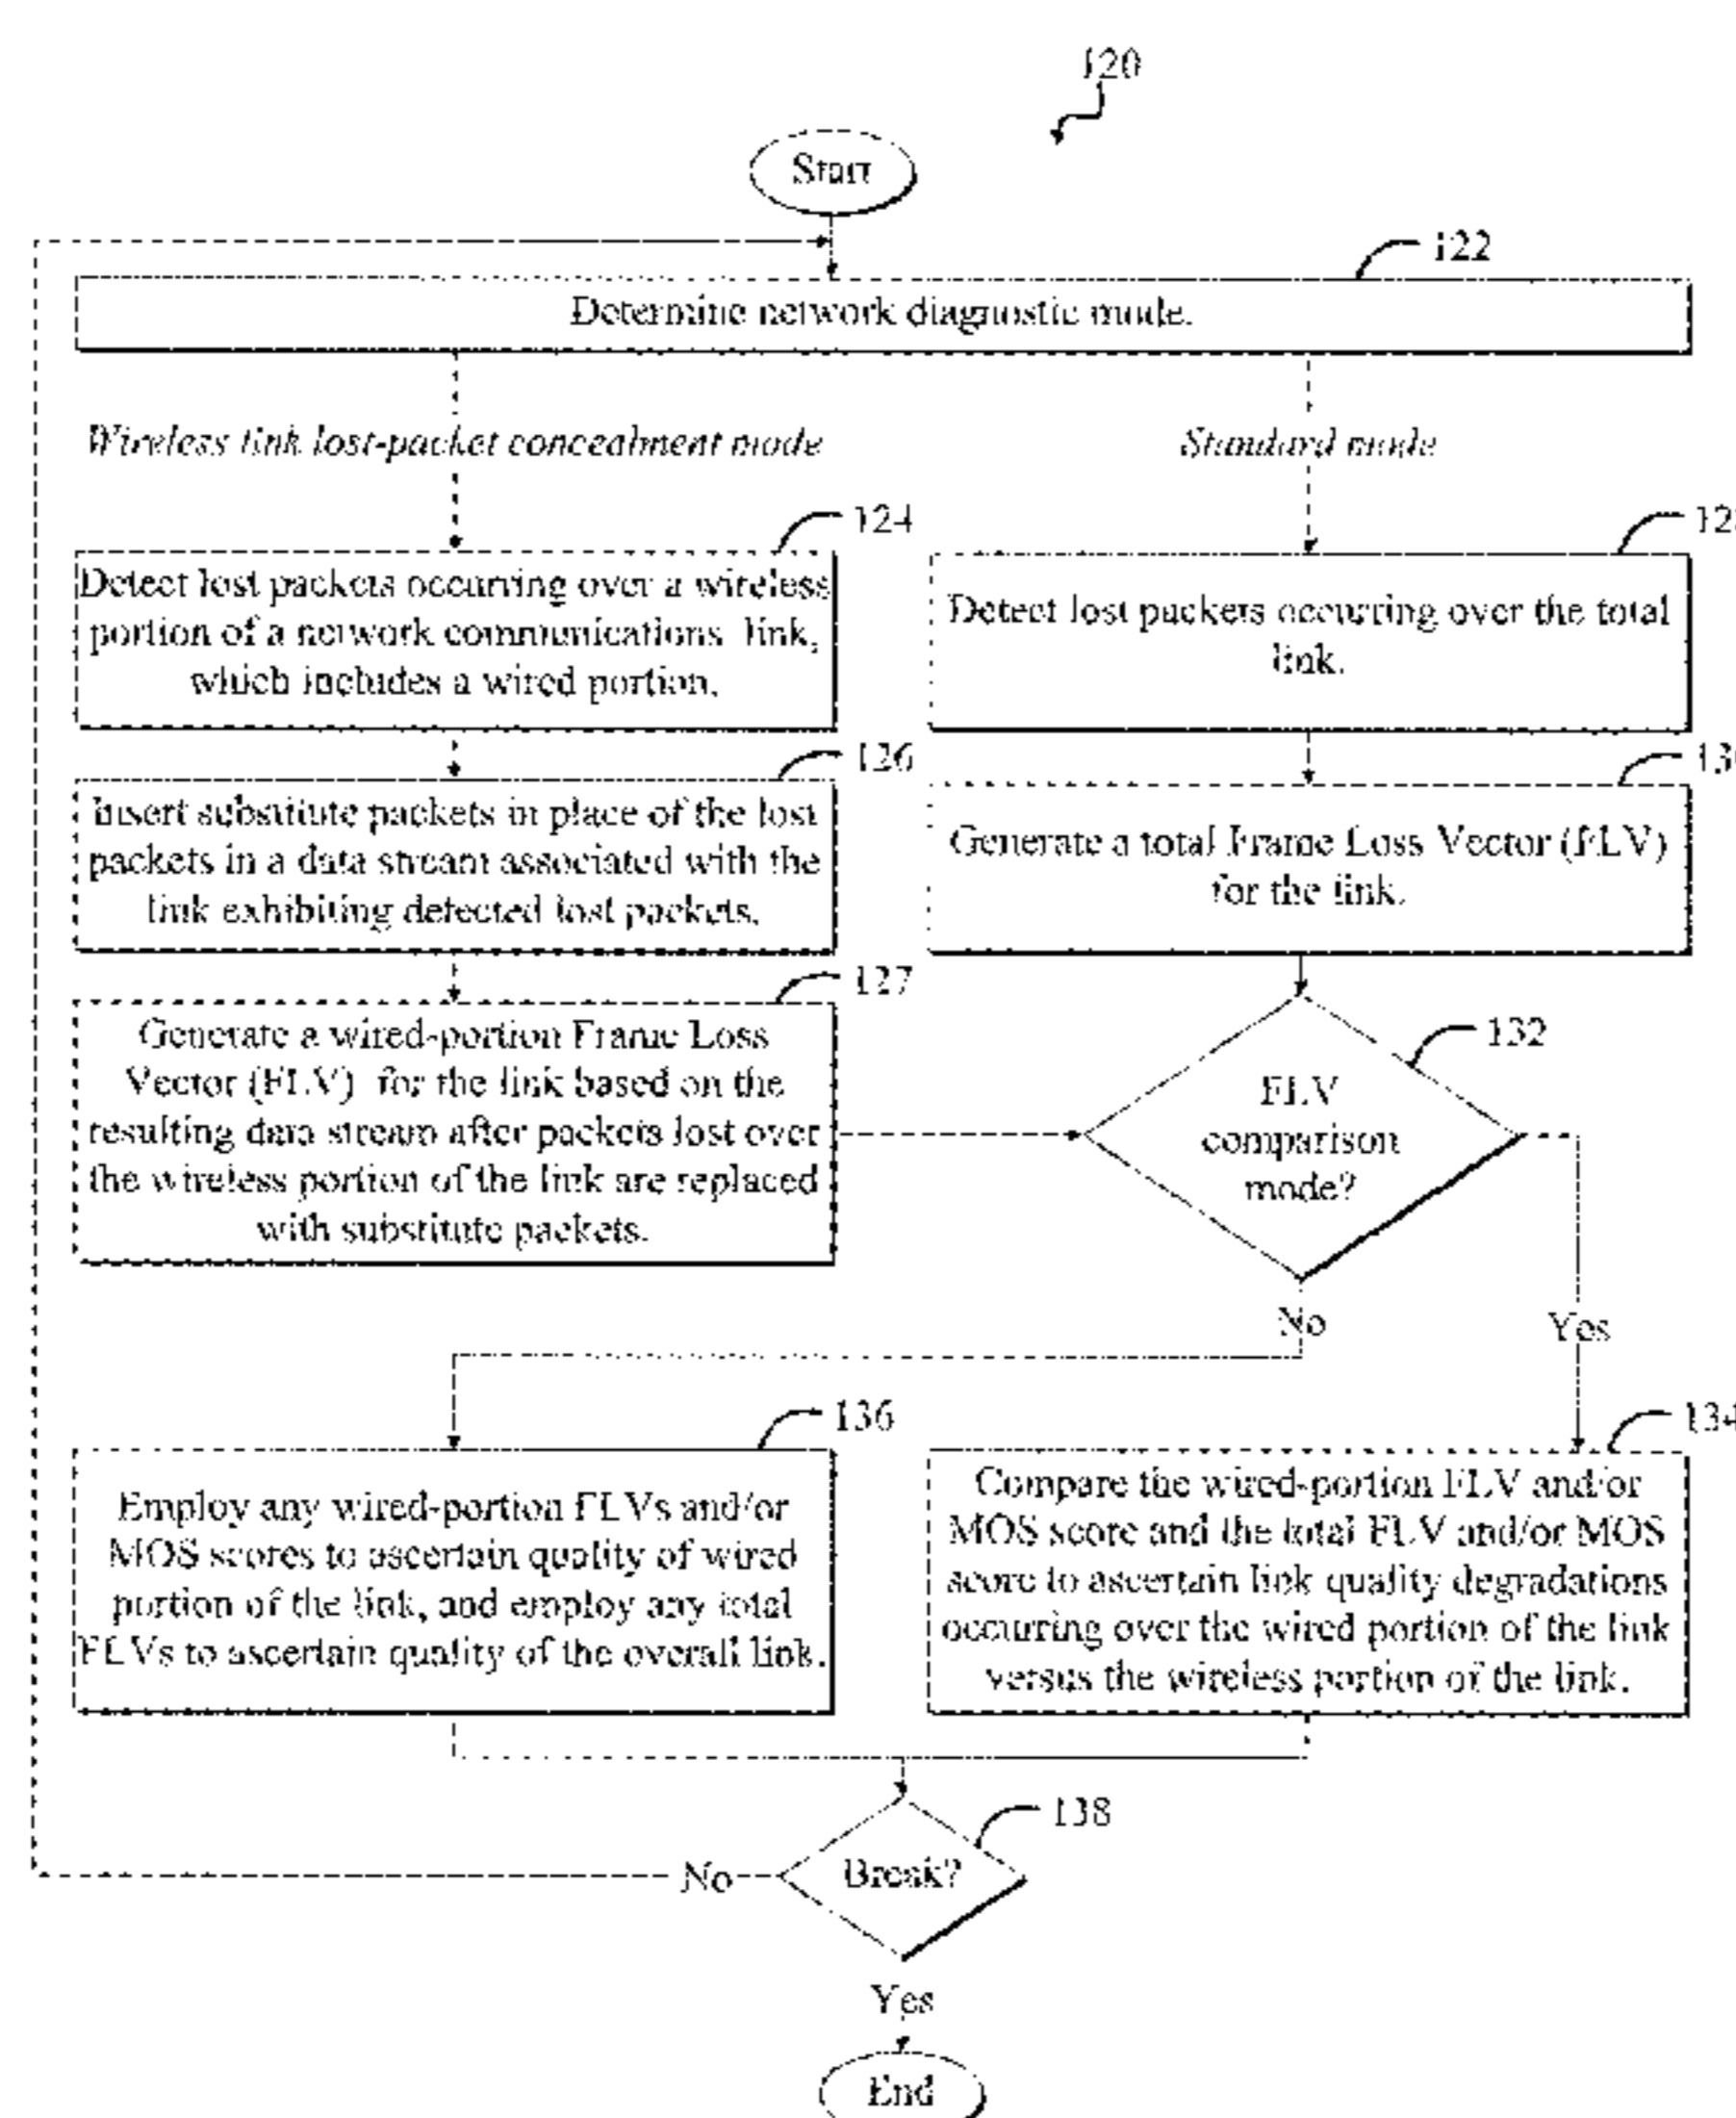 120
Start
122
Determine network diagnostic mode.
Wireless link lost-packet concealment mode
Standard mode
124
Detect lost packets occurring over a wireless
portion of a network communications link,
which includes a wired portion.
Detect lost packets occurring over the total
link.
126
Insert substitute packets in place of the lost
packets in a data stream associated with the
link exhibiting detected lost packets.
Generate a total Frame Loss Vector (FLV)
for the link.
127
Generate a wired-portion Frame Loss
Vector (FLV) for the link based on the
resulting data stream after packets lost over
the wireless portion of the link are replaced
with substitute packets.
132
FLV
comparison
mode?
No
Yes
136
Employ any wired-portion FLVs and/or
MOS scores to ascertain quality of wired
portion of the link, and employ any total
FLVs to ascertain quality of the overall link.
134
Compare the wired-portion FLV and/or
MOS score and the total FLV and/or MOS
score to ascertain link quality degradations
occurring over the wired portion of the link
versus the wireless portion of the link.
138
Break?
No
Yes
End